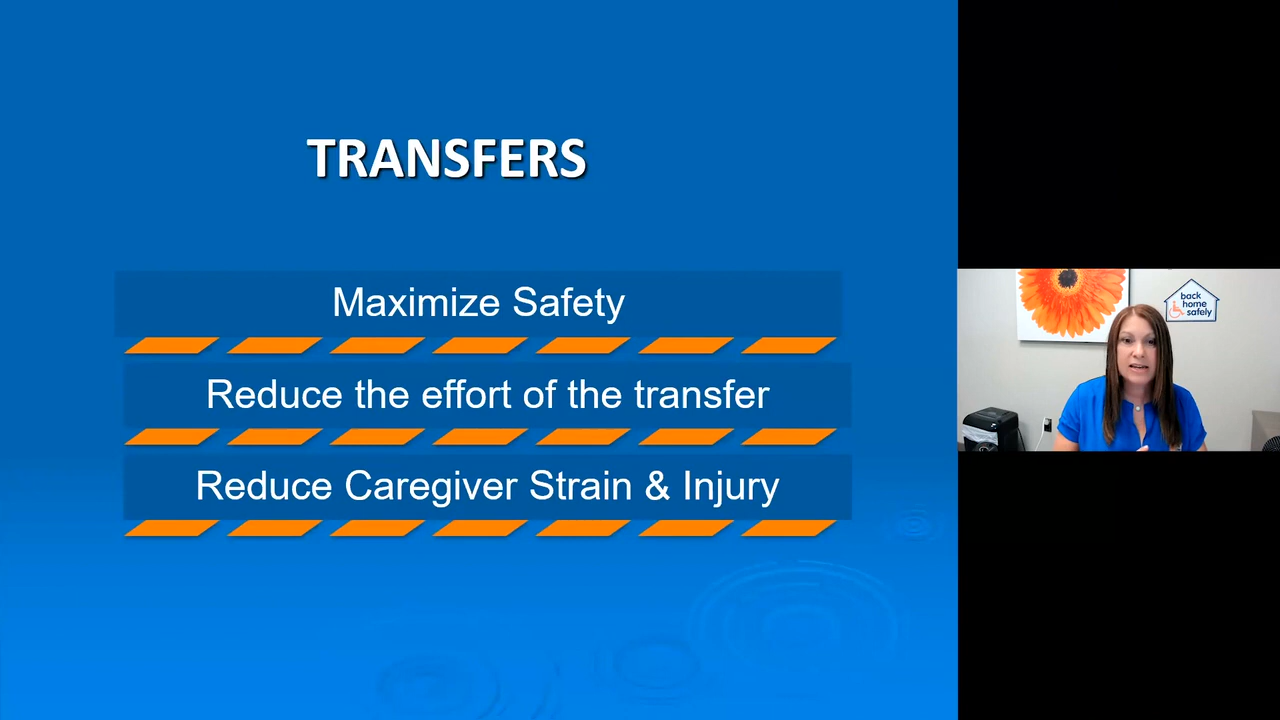 TRANSFERS
Maximize Safety
Reduce the effort of the transfer
Reduce Caregiver Strain & Injury
back
home
safely